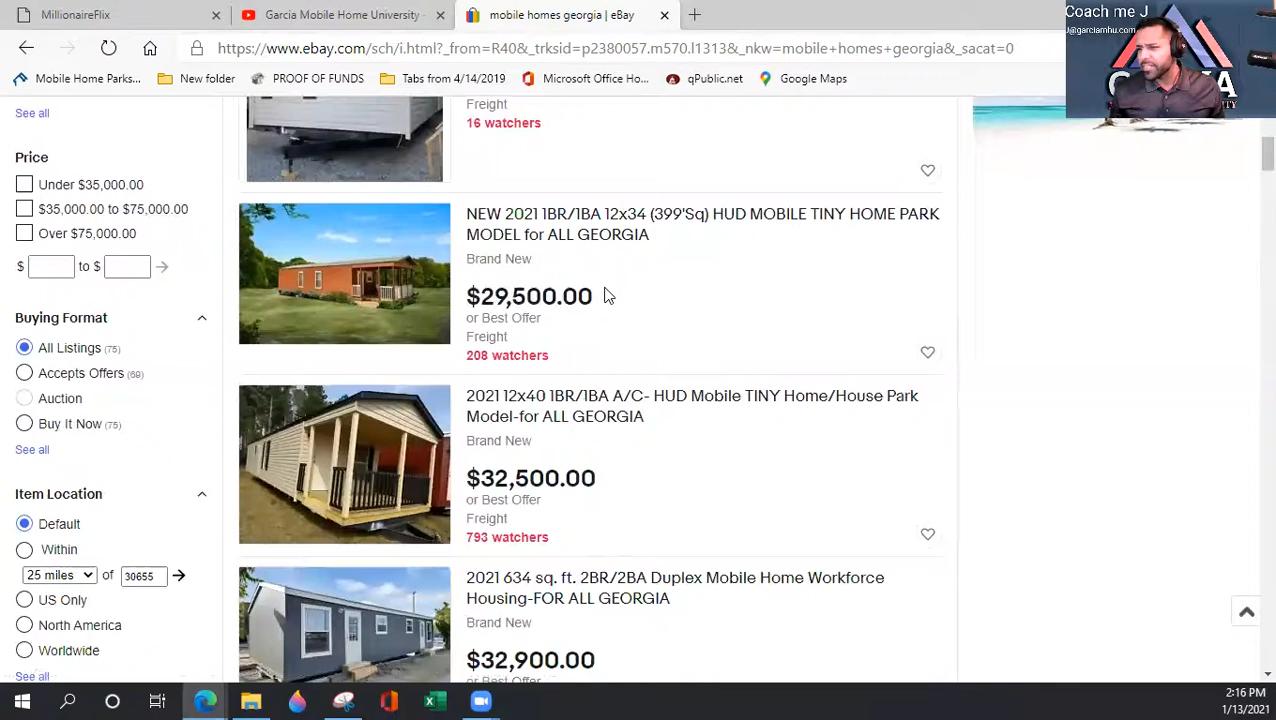 MillionaireFlix
Garcia Mobile Home University -
mobile homes georgia | eBay
Coach me J
J@garciamhu.com
https://www.ebay.com/sch/i.html?_from=R40&_trksid=p2380057.m570.l1313&_nkw=mobile+homes+georgia&_sacat=0
Mobile Home Parks...
New folder
PROOF OF FUNDS
Tabs from 4/14/2019
Microsoft Office Ho...
qPublic.net
Google Maps
See all
Price
Under $35,000.00
$35,000.00 to $75,000.00
Over $75,000.00
$ to $
Buying Format
All Listings (75)
Accepts Offers (69)
Auction
Buy It Now (75)
See all
Item Location
Default
Within
25 miles of 30655
US Only
North America
Worldwide
See all
Freight
16 watchers
NEW 2021 1BR/1BA 12x34 (399'Sq) HUD MOBILE TINY HOME PARK
MODEL for ALL GEORGIA
Brand New
$29,500.00
or Best Offer
Freight
208 watchers
2021 12x40 1BR/1BA A/C- HUD Mobile TINY Home/House Park
Model-for ALL GEORGIA
Brand New
$32,500.00
or Best Offer
Freight
793 watchers
2021 634 sq. ft. 2BR/2BA Duplex Mobile Home Workforce
Housing-FOR ALL GEORGIA
Brand New
$32,900.00
or Best Offer
2:16 PM
1/13/2021